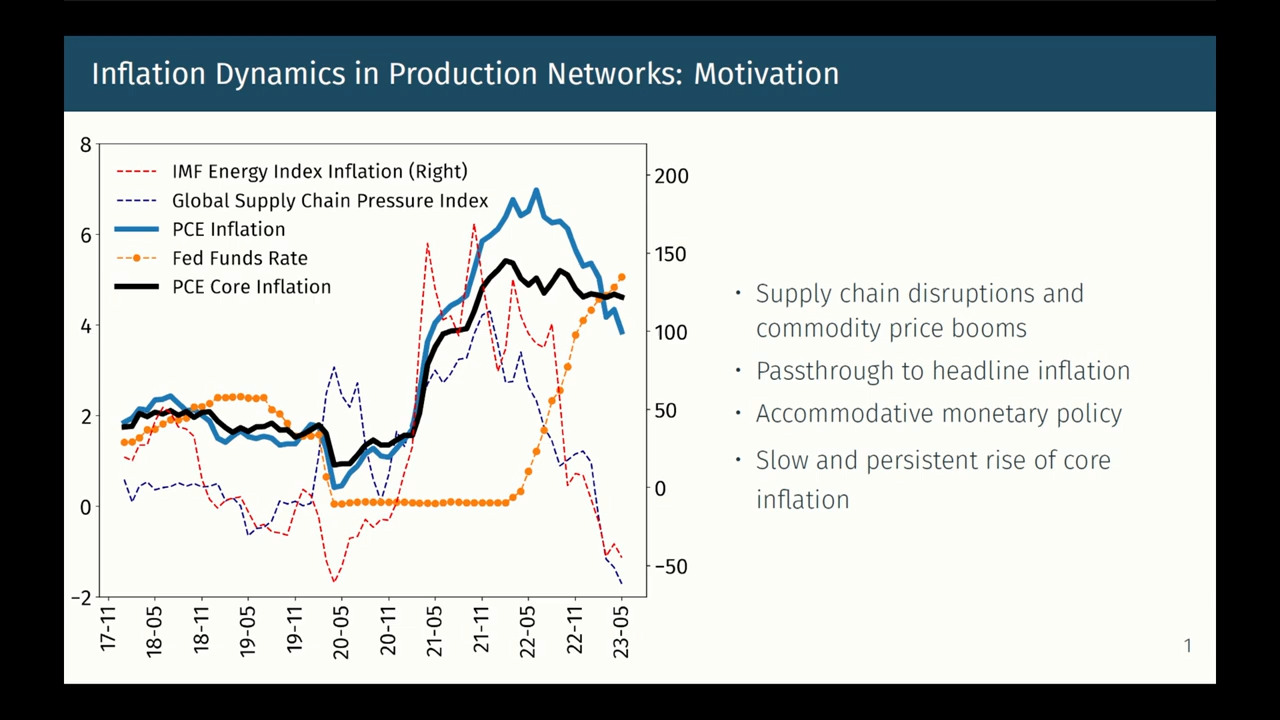 Inflation Dynamics in Production Networks: Motivation
IMF Energy Index Inflation (Right)
Global Supply Chain Pressure Index
PCE Inflation
Fed Funds Rate
PCE Core Inflation
8
6
4
2
0
−2
200
150
100
50
0
−50
17-11
18-05
18-11
19-05
19-11
20-05
20-11
21-05
21-11
22-05
22-11
23-05
• Supply chain disruptions and
commodity price booms
• Passthrough to headline inflation
• Accommodative monetary policy
• Slow and persistent rise of core
inflation
1